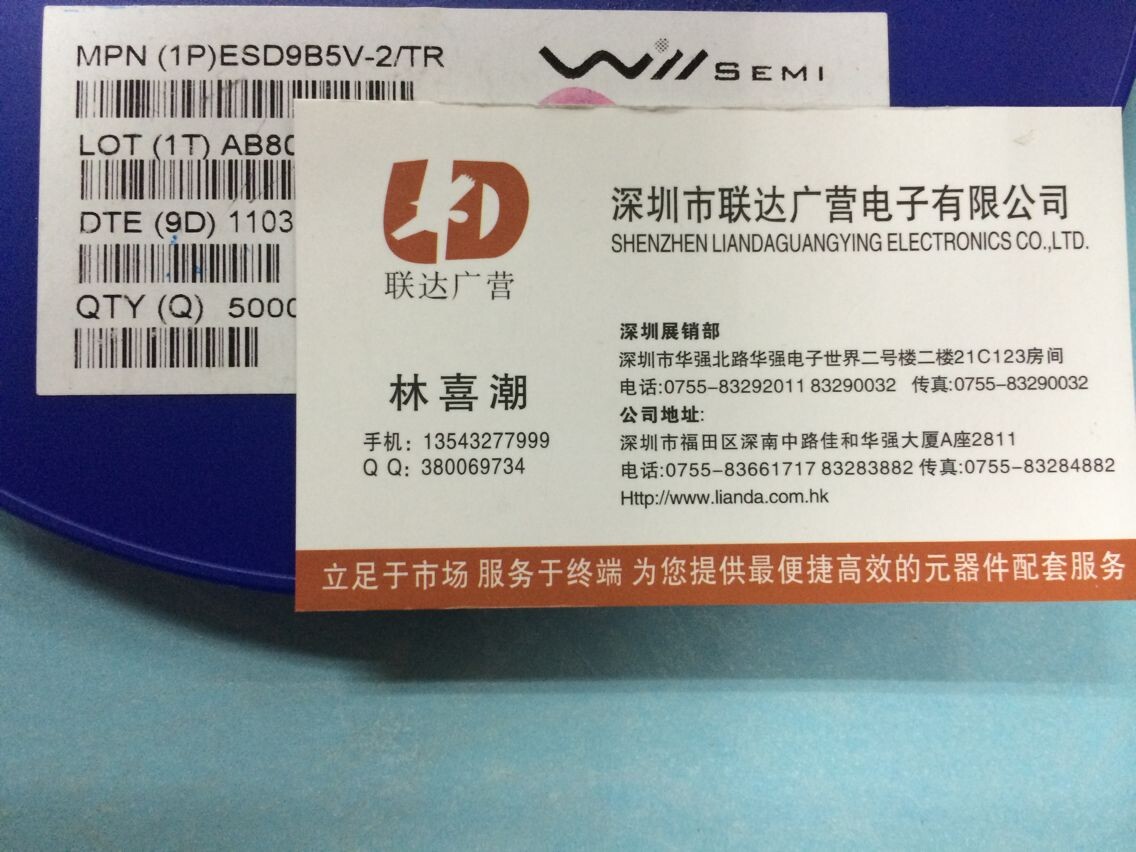 MPN (1P)ESD9B5V-2/TR
Will SEMI
LOT (1T) AB80
DTE (9D) 1103
QTY (Q) 5000
LD
联达广营
深圳市联达广营电子有限公司
SHENZHEN LIANDAGUANGYING ELECTRONICS CO.,LTD.
林喜潮
手机：13543277999
Q Q：380069734
深圳展销部
深圳市华强北路华强电子世界二号楼二楼21C123房间
电话:0755-83292011 83290032 传真:0755-83290032
公司地址:
深圳市福田区深南中路佳和华强大厦A座2811
电话:0755-83661717 83283882 传真:0755-83284882
Http://www.lianda.com.hk
立足于市场 服务于终端 为您提供最便捷高效的元器件配套服务